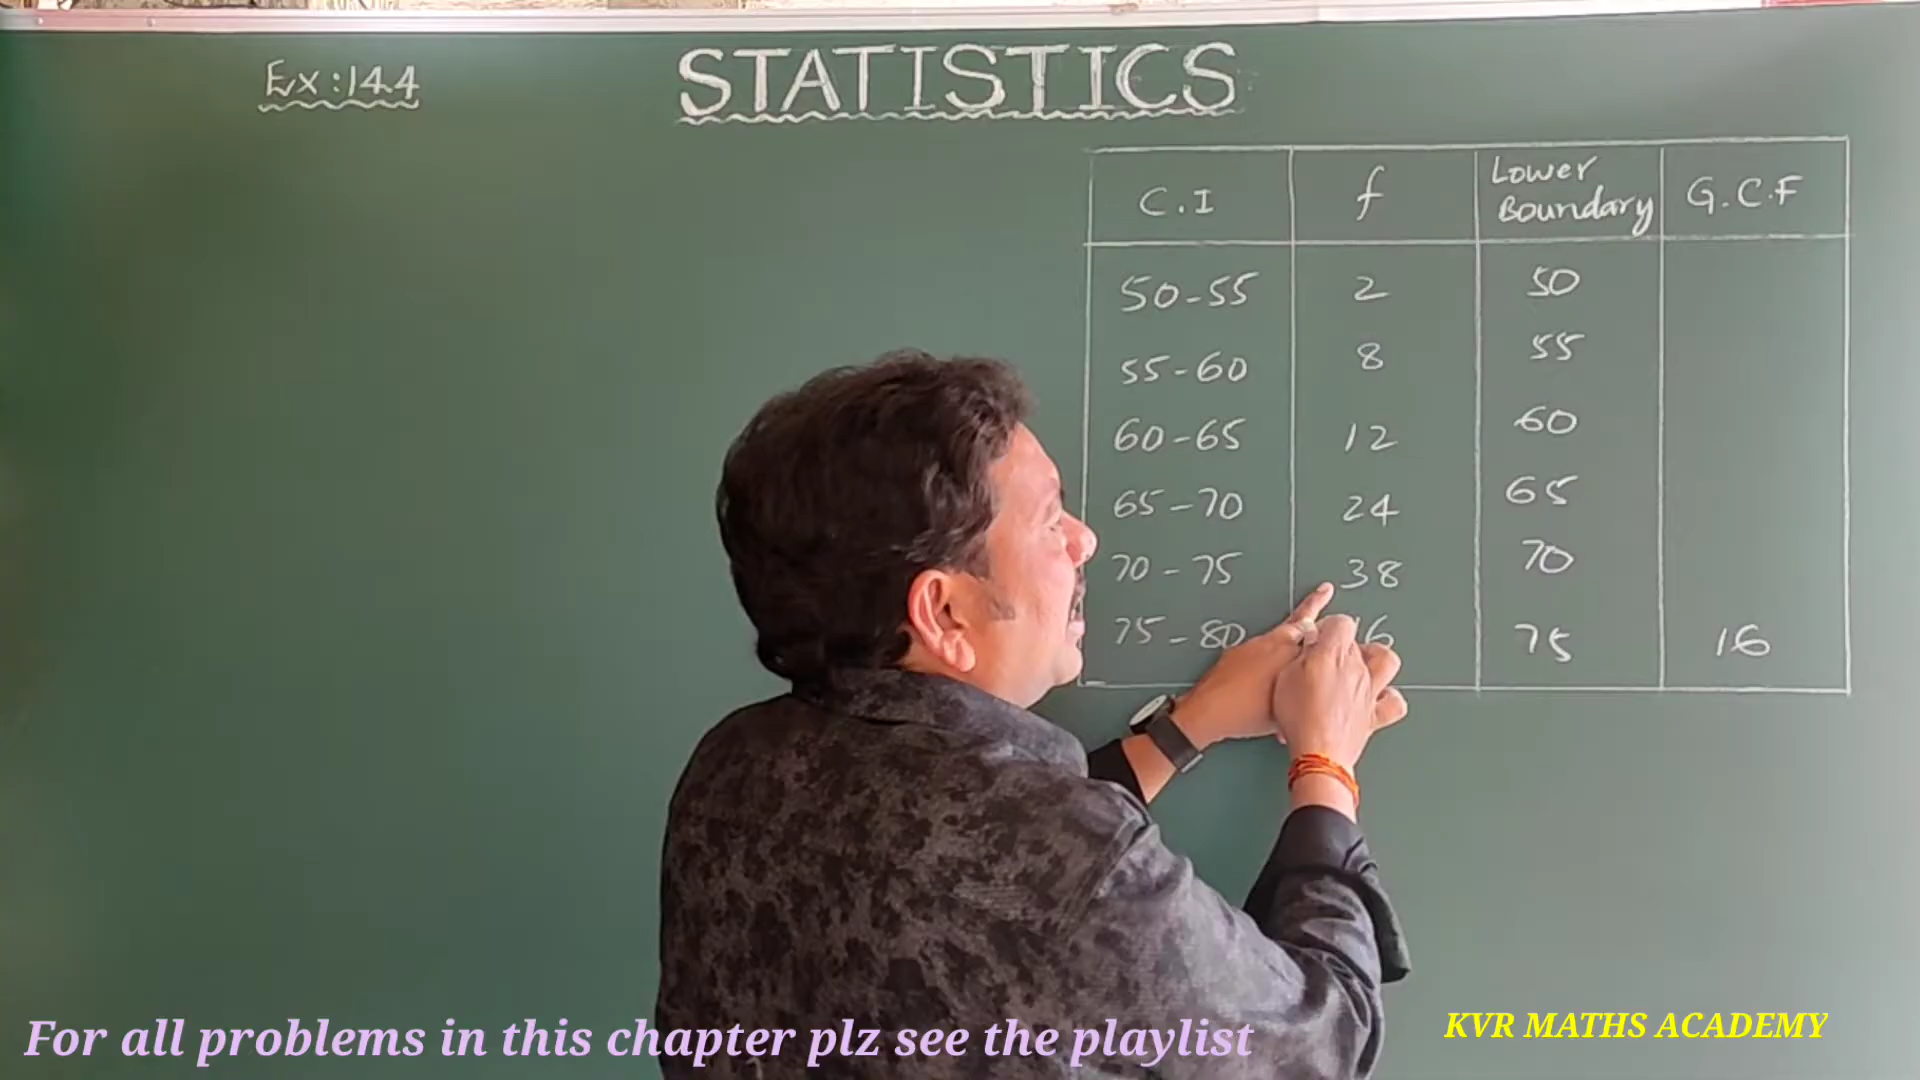 Ex:14.4
STATISTICS
C.I f Lower Boundary G.C.F
50-55 2 50
55-60 8 55
60-65 12 60
65-70 24 65
70-75 38 70
75-80 16 75 16
For all problems in this chapter plz see the playlist
KVR MATHS ACADEMY